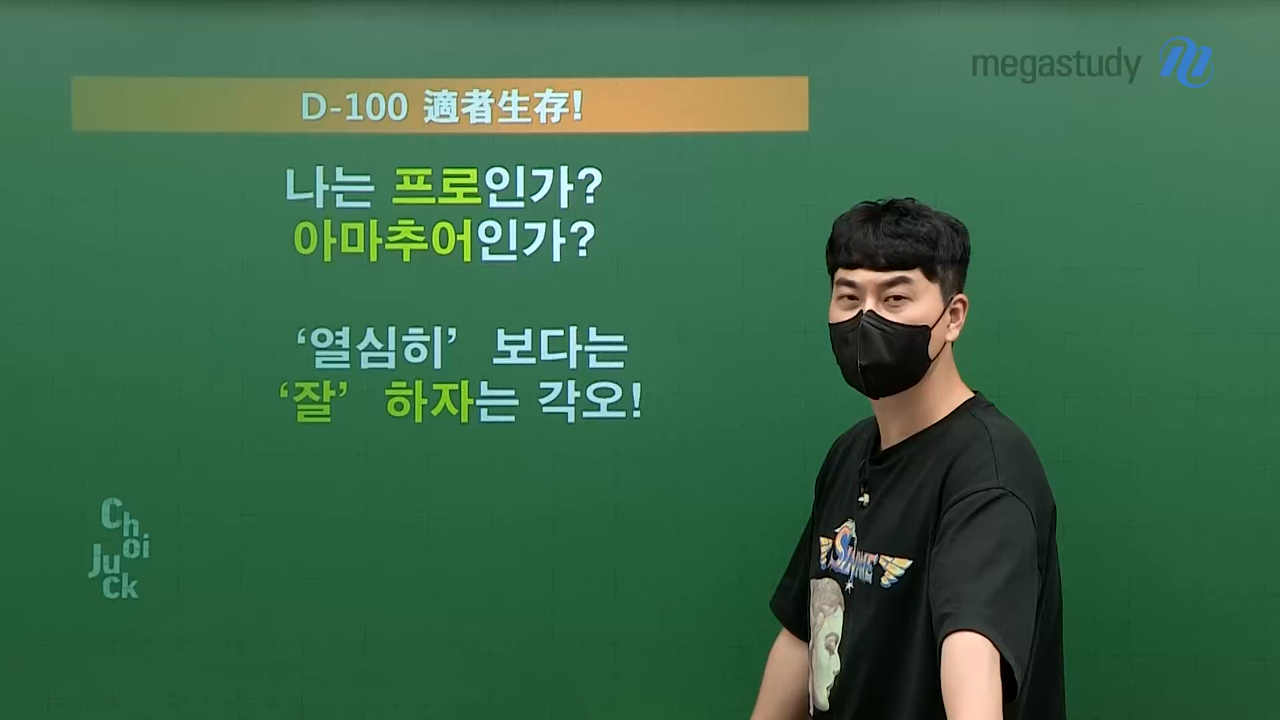 megastudy
D-100 適者生存!
나는 프로인가?
아마추어인가?
‘열심히’ 보다는
‘잘’ 하자는 각오!
Choi
Juck